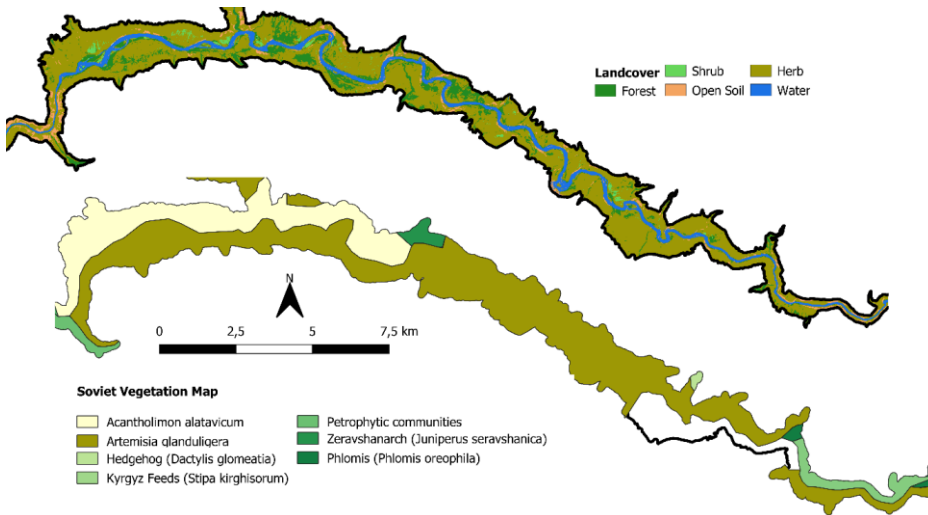 Landcover
Shrub
Herb
Forest
Open Soil
Water
N
0
2,5
5
7,5 km
Soviet Vegetation Map
Acantholimon alatavicum
Petrophytic communities
Artemisia glanduligera
Zeravshanarch (Juniperus seravshanica)
Hedgehog (Dactylis glomeatia)
Phlomis (Phlomis oreophila)
Kyrgyz Feeds (Stipa kirghisorum)